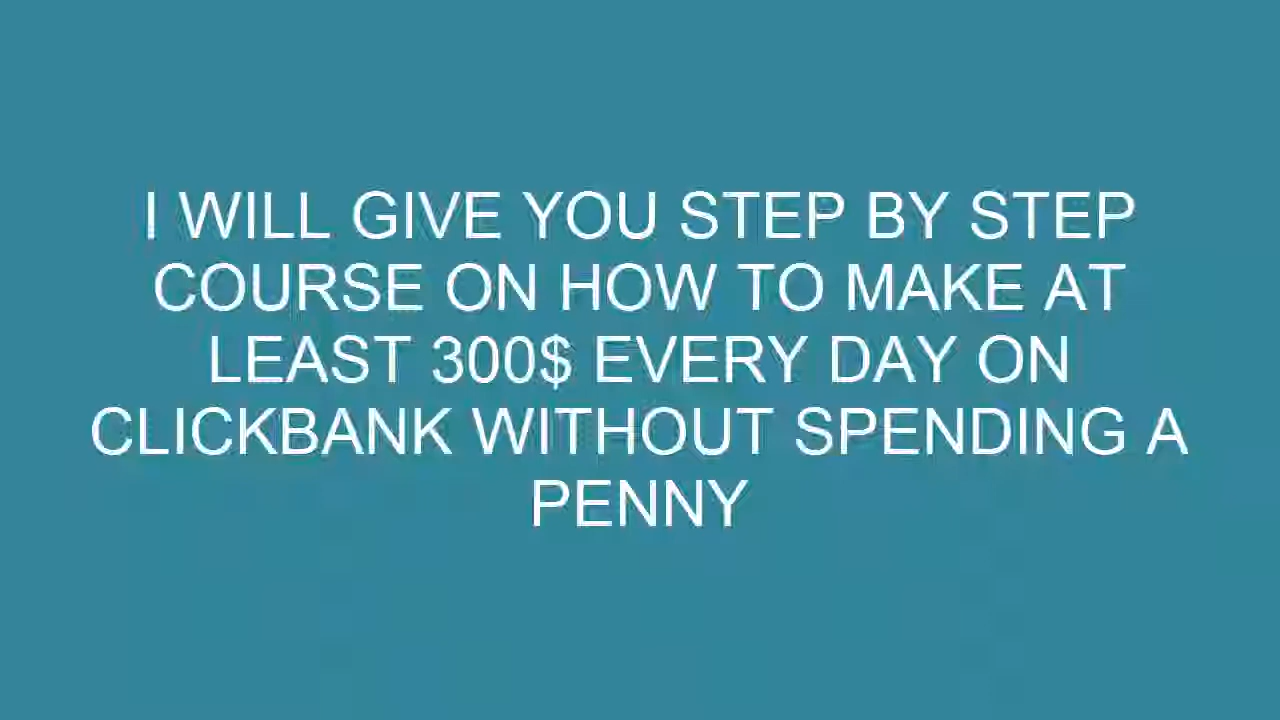 I WILL GIVE YOU STEP BY STEP
COURSE ON HOW TO MAKE AT
LEAST 300$ EVERY DAY ON
CLICKBANK WITHOUT SPENDING A
PENNY